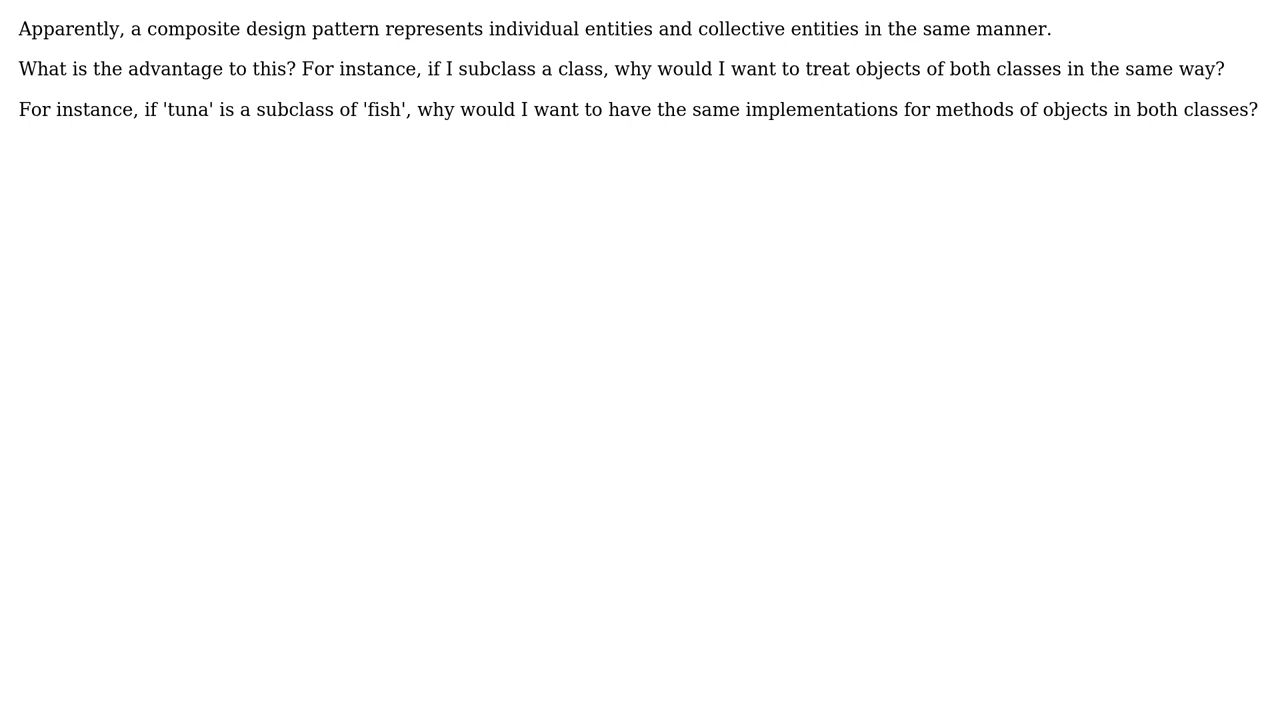 Apparently, a composite design pattern represents individual entities and collective entities in the same manner.
What is the advantage to this? For instance, if I subclass a class, why would I want to treat objects of both classes in the same way?
For instance, if 'tuna' is a subclass of 'fish', why would I want to have the same implementations for methods of objects in both classes?